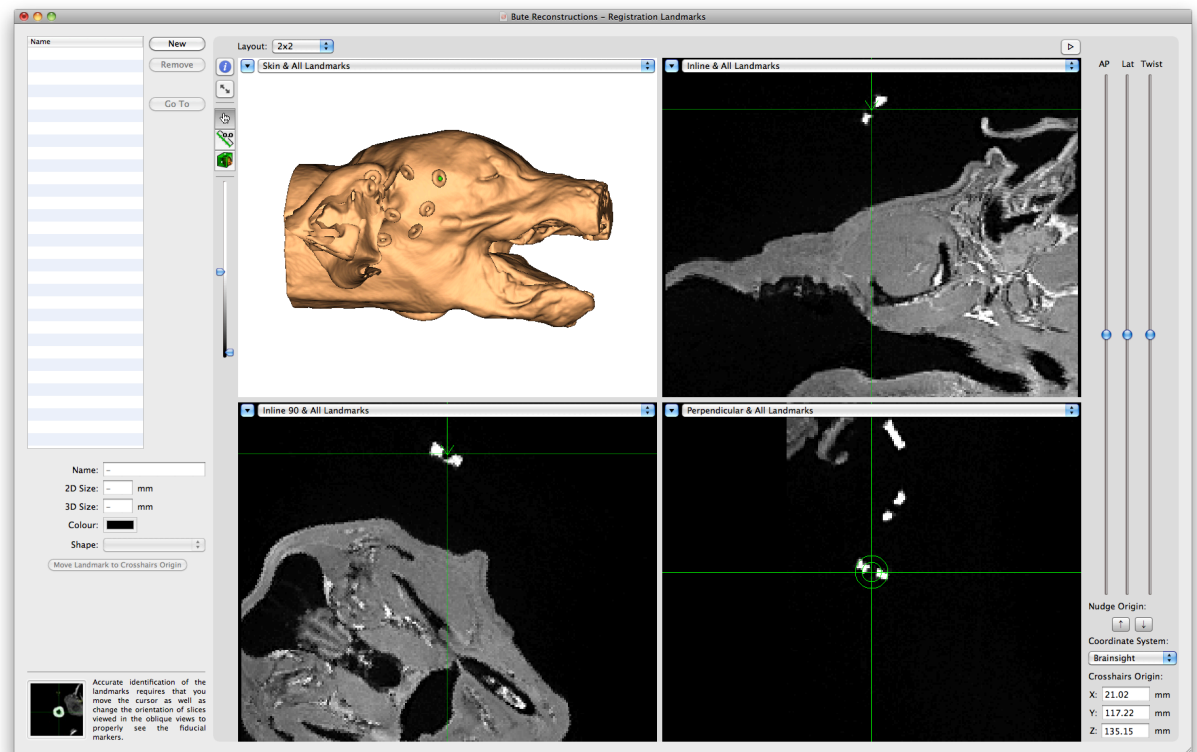 Bute Reconstructions – Registration Landmarks
Name
New
Remove
Go To
Layout: 2x2
Skin & All Landmarks
Inline & All Landmarks
AP Lat Twist
Inline 90 & All Landmarks
Perpendicular & All Landmarks
Name: –
2D Size: – mm
3D Size: – mm
Colour:
Shape:
Move Landmark to Crosshairs Origin
Accurate identification of the
landmarks requires that you
move the cursor as well as
change the orientation of slices
viewed in the oblique views to
properly see the fiducial
markers.
Nudge Origin:
↑ ↓
Coordinate System:
Brainsight
Crosshairs Origin:
X: 21.02 mm
Y: 117.22 mm
Z: 135.15 mm